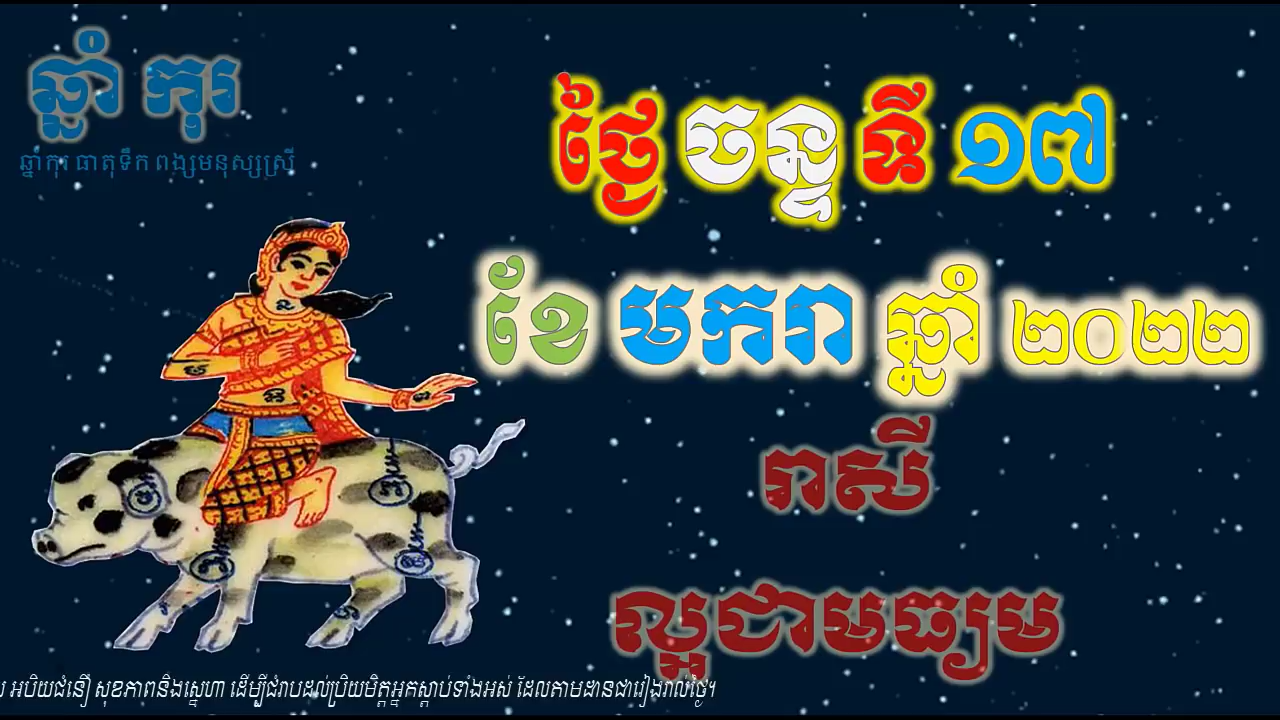 ឆ្នាំ កុរ
ឆ្នាំកុរ ធាតុទឹក ពង្សមនុស្សស្រី
ថ្ងៃ ចន្ទ ទី ១៧
ខែ មករា ឆ្នាំ ២០២២
រាសី
ល្អជាមធ្យម
អបិយជំនឿ សុខភាពនិងស្នេហា ដើម្បីជំរាបដល់ប្រិយមិត្តអ្នកស្តាប់ទាំងអស់ ដែលតាមដានជារៀងរាល់ថ្ងៃ។